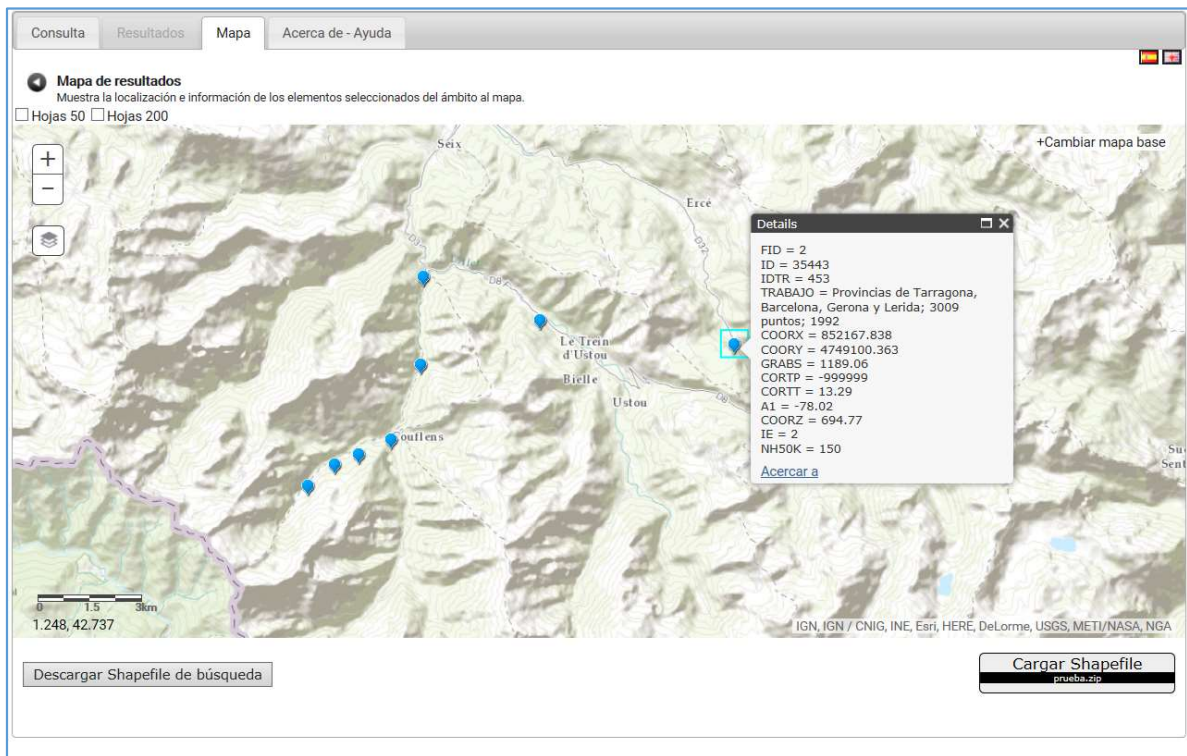 Consulta Resultados Mapa Acerca de - Ayuda
Mapa de resultados
Muestra la localización e información de los elementos seleccionados del ámbito al mapa.
Hojas 50 Hojas 200
+Cambiar mapa base
+
−
Seix
Ercé
D32
D8
Le Trein
d'Ustou
Bielle
Ustou
D8
Details
FID = 2
ID = 35443
IDTR = 453
TRABAJO = Provincias de Tarragona,
Barcelona, Gerona y Lerida; 3009
puntos; 1992
COORX = 852167.838
COORY = 4749100.363
GRABS = 1189.06
CORTP = -999999
CORTT = 13.29
A1 = -78.02
COORZ = 694.77
IE = 2
NH50K = 150
Acercar a
0 1.5 3km
1.248, 42.737
IGN, IGN / CNIG, INE, Esri, HERE, DeLorme, USGS, METI/NASA, NGA
Descargar Shapefile de búsqueda
Cargar Shapefile
prueba.zip